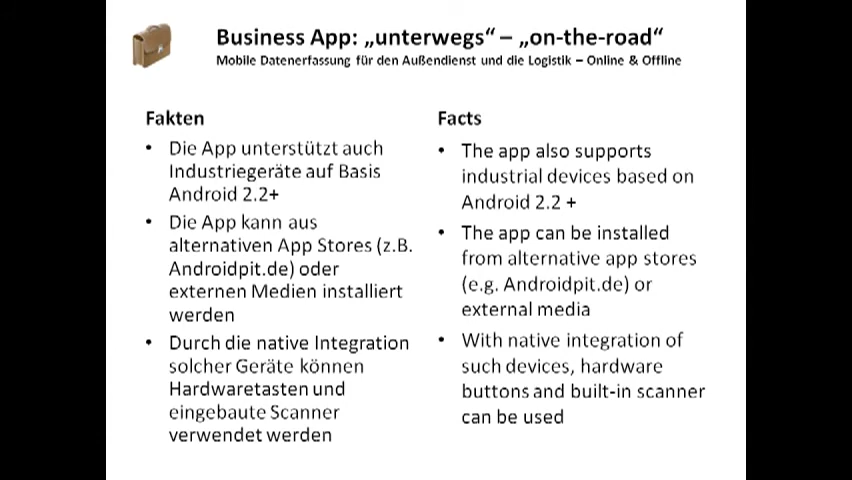 Business App: „unterwegs“ – „on-the-road“
Mobile Datenerfassung für den Außendienst und die Logistik – Online & Offline
Fakten
• Die App unterstützt auch
Industriegeräte auf Basis
Android 2.2+
• Die App kann aus
alternativen App Stores (z.B.
Androidpit.de) oder
externen Medien installiert
werden
• Durch die native Integration
solcher Geräte können
Hardwaretasten und
eingebaute Scanner
verwendet werden
Facts
• The app also supports
industrial devices based on
Android 2.2 +
• The app can be installed
from alternative app stores
(e.g. Androidpit.de) or
external media
• With native integration of
such devices, hardware
buttons and built-in scanner
can be used